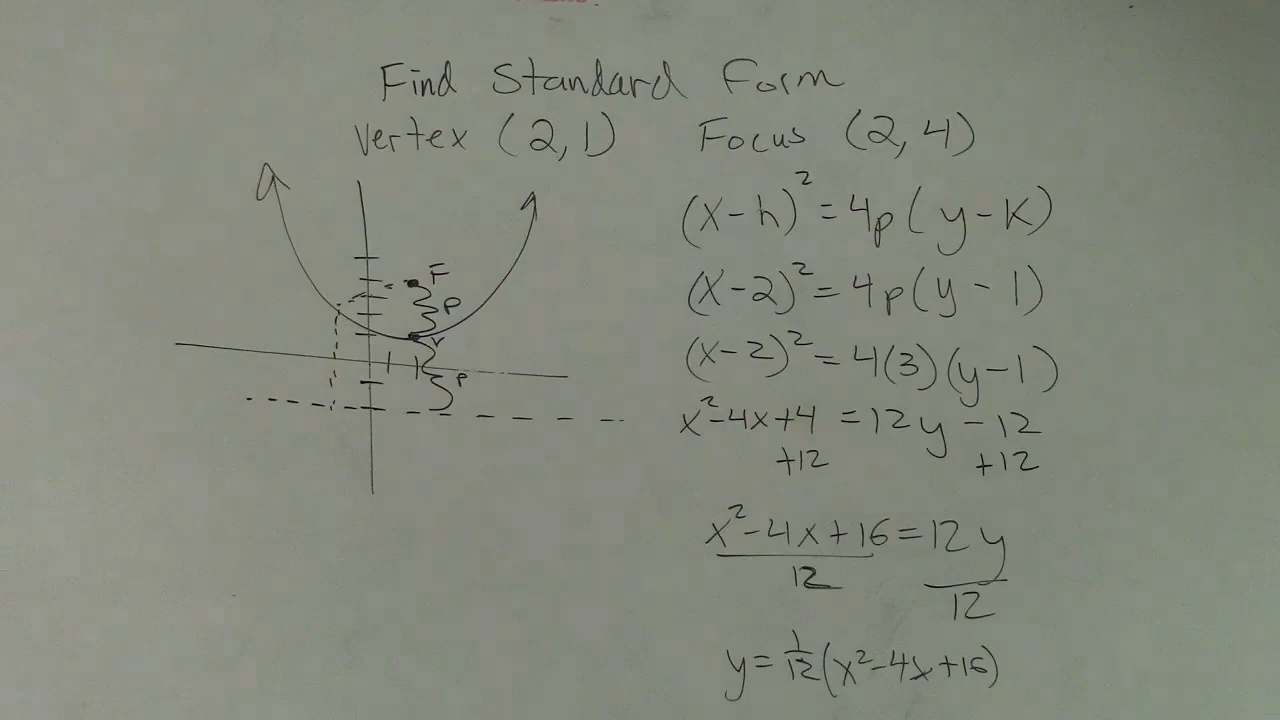 Find Standard Form
Vertex (2,1) Focus (2,4)
(x-h)²=4p(y-k)
(x-2)²=4p(y-1)
(x-2)²=4(3)(y-1)
x²-4x+4=12y-12
+12 +12
x²-4x+16=12y
12 12
y=1/12(x²-4x+16)
F
P
V
P